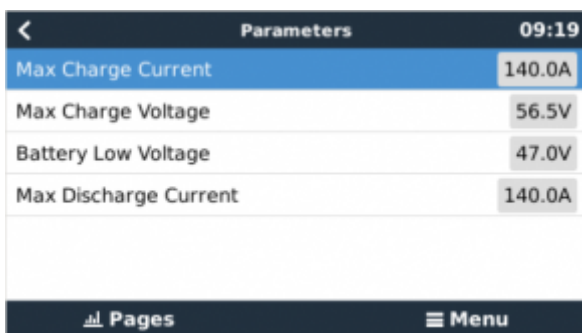 Parameters 09:19
Max Charge Current 140.0A
Max Charge Voltage 56.5V
Battery Low Voltage 47.0V
Max Discharge Current 140.0A
Pages Menu